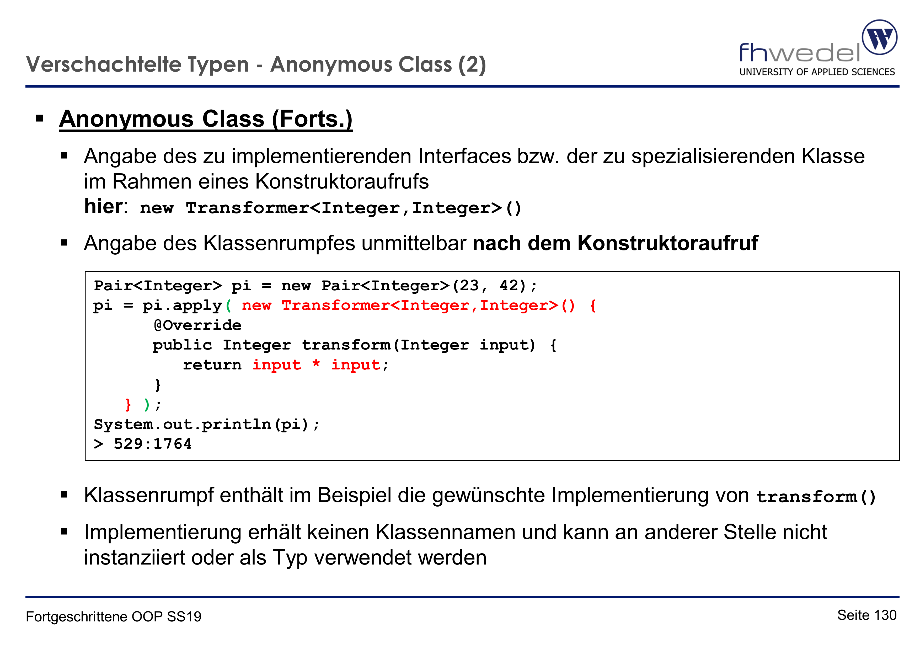 Verschachtelte Typen - Anonymous Class (2)
fhwedel
W
UNIVERSITY OF APPLIED SCIENCES
▪ Anonymous Class (Forts.)
▪ Angabe des zu implementierenden Interfaces bzw. der zu spezialisierenden Klasse
im Rahmen eines Konstruktoraufrufs
hier: new Transformer<Integer,Integer>()
▪ Angabe des Klassenrumpfes unmittelbar nach dem Konstruktoraufruf
Pair<Integer> pi = new Pair<Integer>(23, 42);
pi = pi.apply( new Transformer<Integer,Integer>() {
@Override
public Integer transform(Integer input) {
return input * input;
}
} );
System.out.println(pi);
> 529:1764
▪ Klassenrumpf enthält im Beispiel die gewünschte Implementierung von transform()
▪ Implementierung erhält keinen Klassennamen und kann an anderer Stelle nicht
instanziiert oder als Typ verwendet werden
Fortgeschrittene OOP SS19
Seite 130